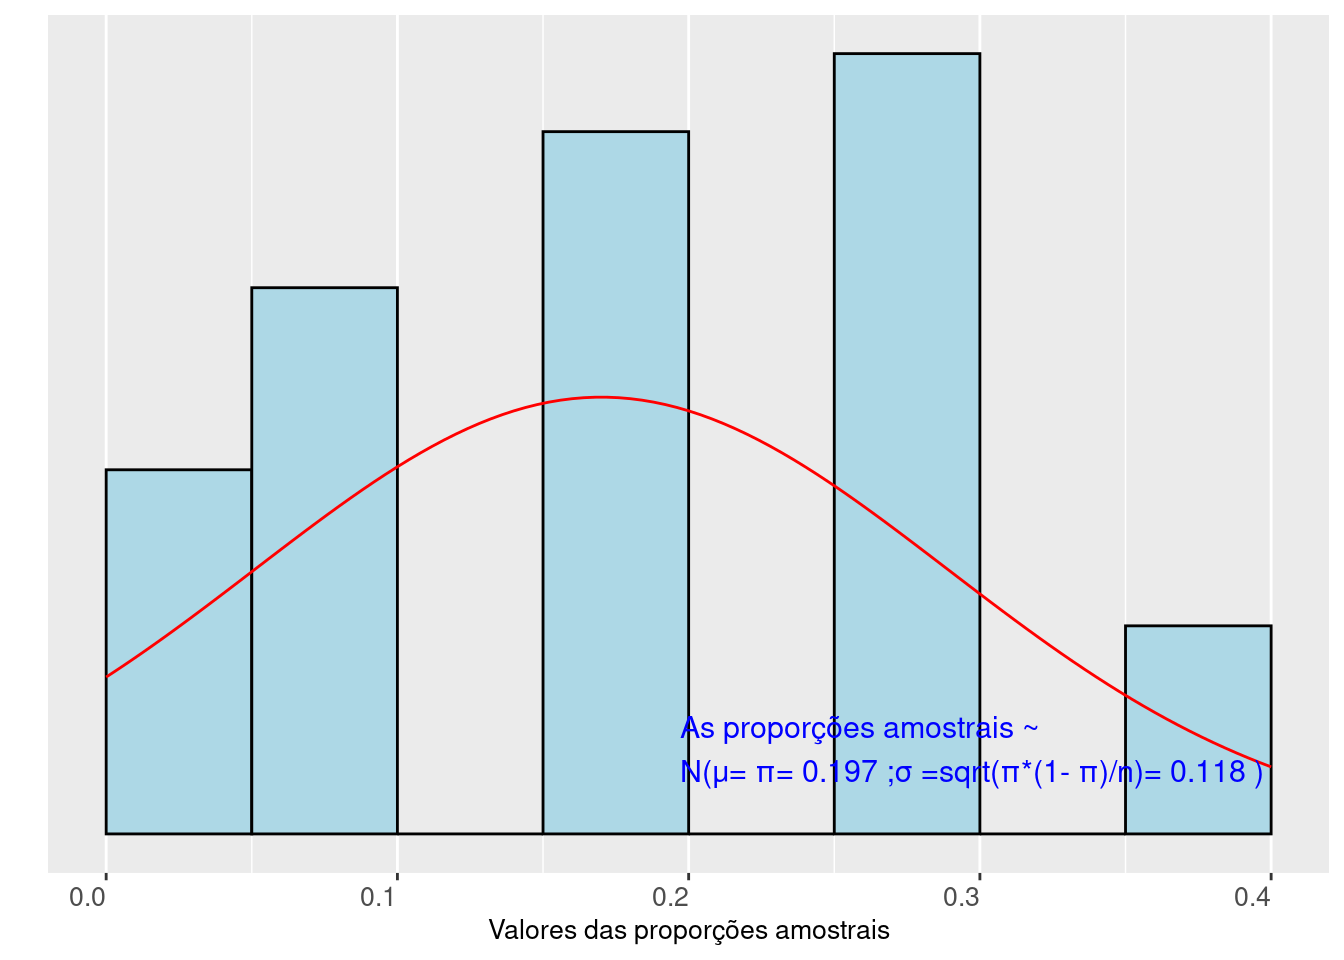 As proporções amostrais ~
N(μ= π= 0.197 ;σ =sqrt(π*(1- π)/n)= 0.118 )
0.0 0.1 0.2 0.3 0.4
Valores das proporções amostrais